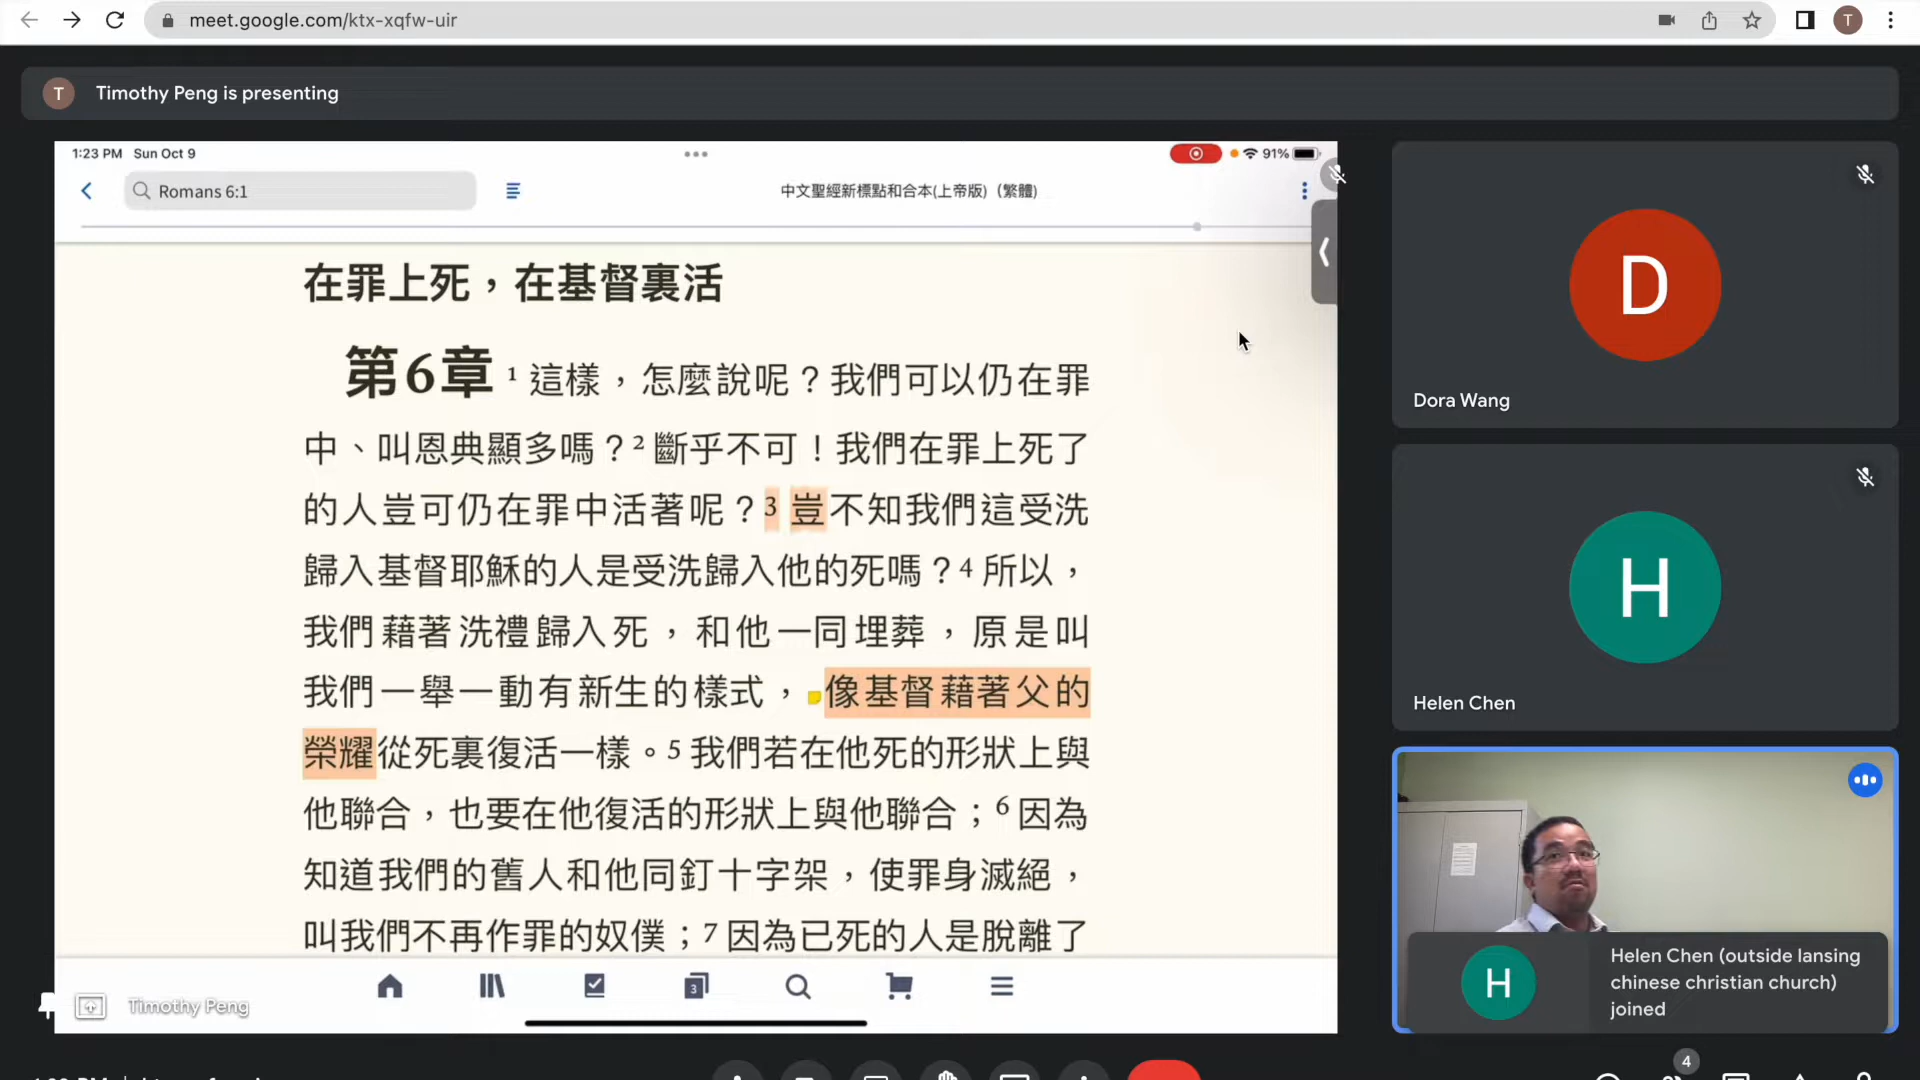 meet.google.com/ktx-xqfw-uir
T
T
Timothy Peng is presenting
1:23 PM Sun Oct 9
91%
Romans 6:1
中文聖經新標點和合本(上帝版)（繁體)
在罪上死，在基督裏活
第6章 1 這樣，怎麼說呢？我們可以仍在罪
中、叫恩典顯多嗎？2 斷乎不可！我們在罪上死了
的人豈可仍在罪中活著呢？3 豈不知我們這受洗
歸入基督耶穌的人是受洗歸入他的死嗎？4 所以，
我們藉著洗禮歸入死，和他一同埋葬，原是叫
我們一舉一動有新生的樣式，像基督藉著父的
榮耀從死裏復活一樣。5 我們若在他死的形狀上與
他聯合，也要在他復活的形狀上與他聯合；6 因為
知道我們的舊人和他同釘十字架，使罪身滅絕，
叫我們不再作罪的奴僕；7 因為已死的人是脫離了
3
Timothy Peng
D
Dora Wang
H
Helen Chen
H
Helen Chen (outside lansing
chinese christian church)
joined
4